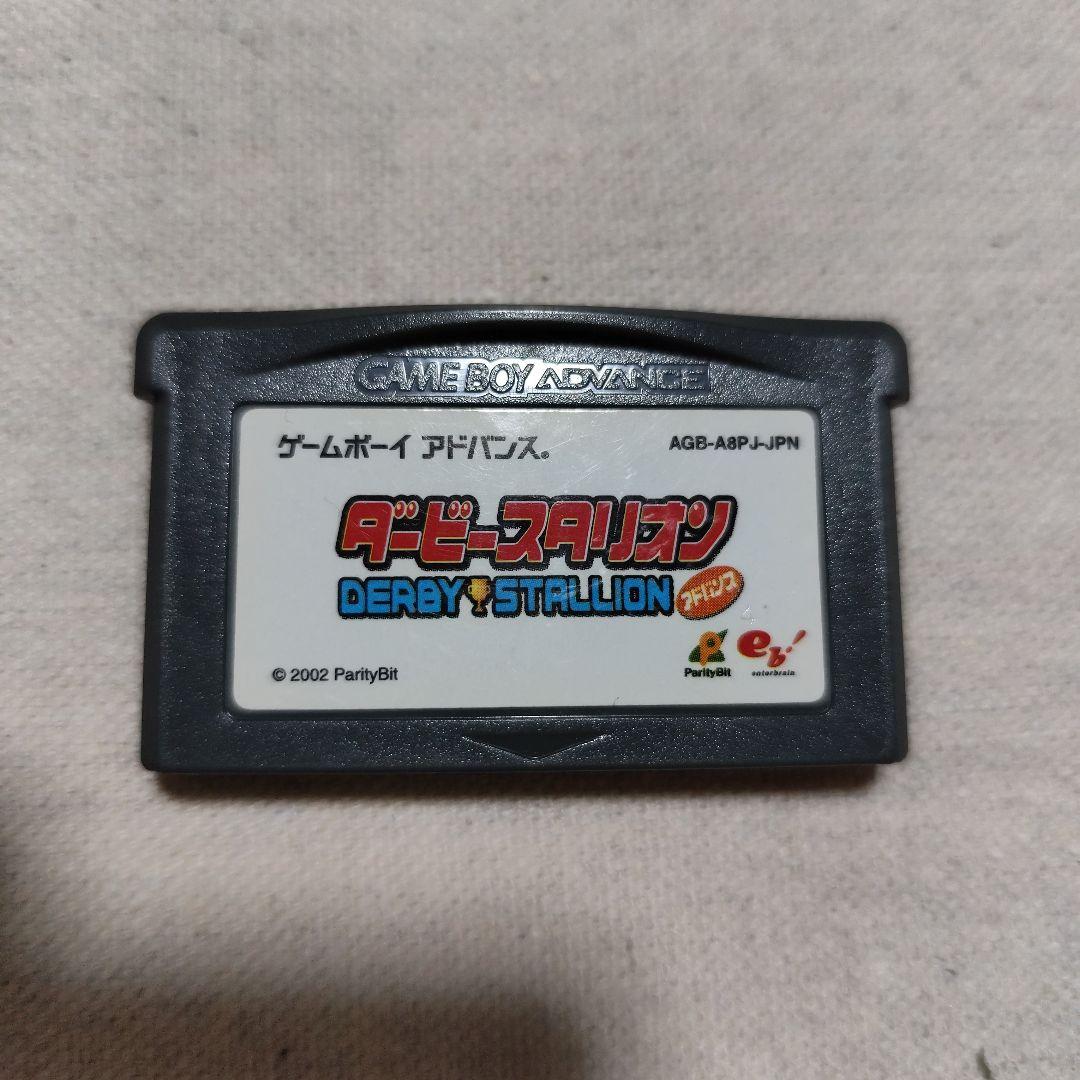 GAME BOY ADVANCE
ゲームボーイ アドバンス® AGB-A8PJ-JPN
ダービースタリオン
DERBY STALLION アドバンス
© 2002 ParityBit
ParityBit
eb!
enterbrain